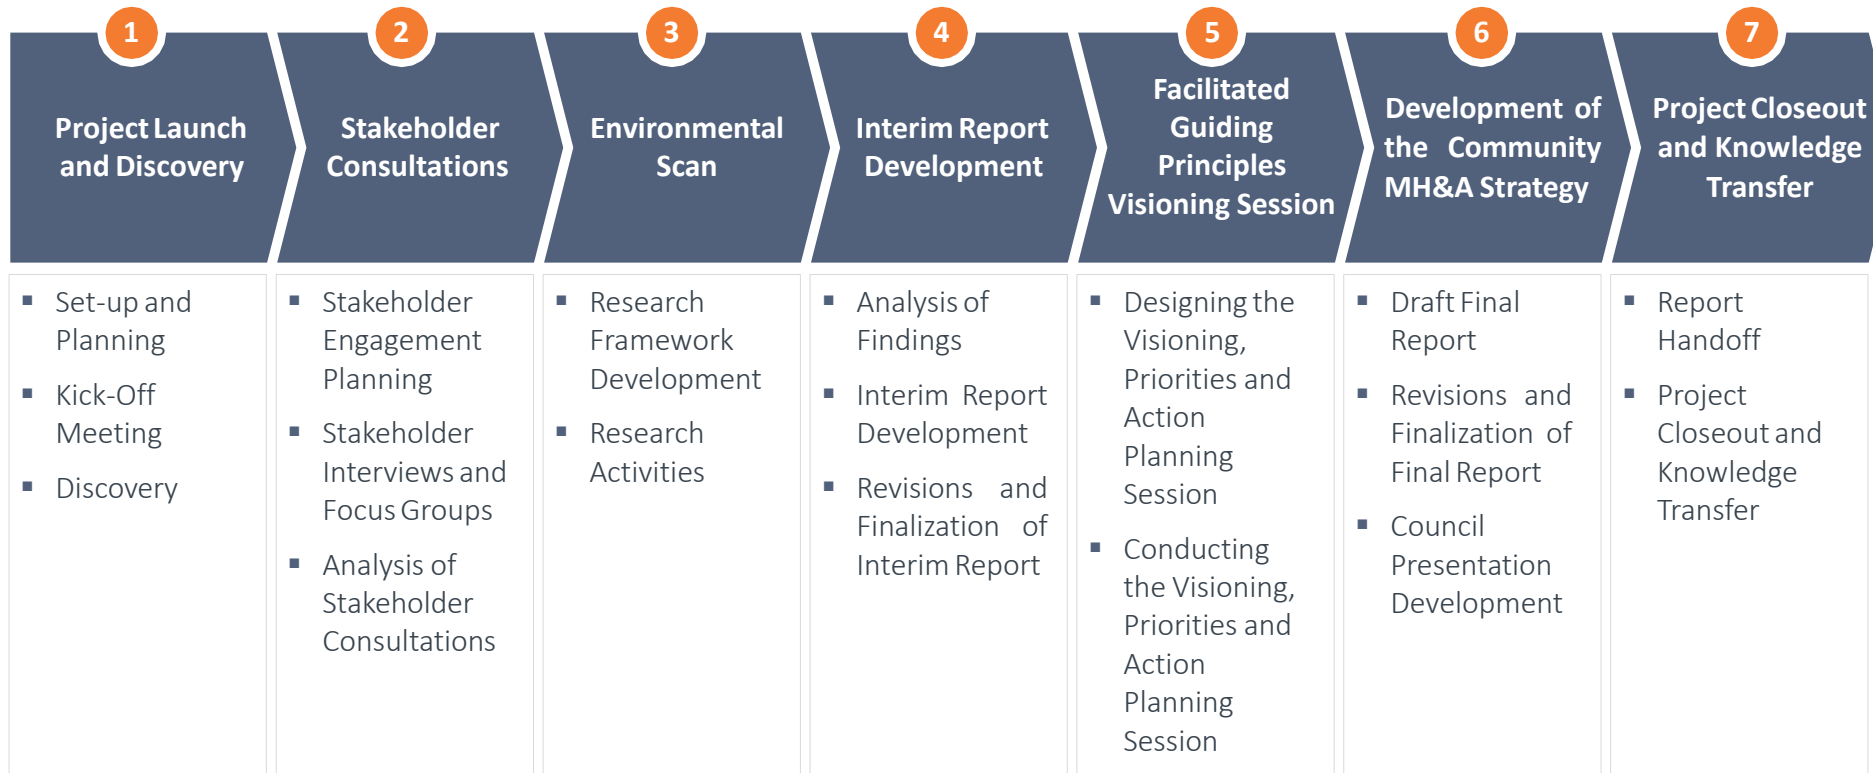 1
Project Launch
and Discovery
2
Stakeholder
Consultations
3
Environmental
Scan
4
Interim Report
Development
5
Facilitated
Guiding
Principles
Visioning Session
6
Development of
the Community
MH&A Strategy
7
Project Closeout
and Knowledge
Transfer
▪ Set-up and
Planning
▪ Kick-Off
Meeting
▪ Discovery
▪ Stakeholder
Engagement
Planning
▪ Stakeholder
Interviews and
Focus Groups
▪ Analysis of
Stakeholder
Consultations
▪ Research
Framework
Development
▪ Research
Activities
▪ Analysis of
Findings
▪ Interim Report
Development
▪ Revisions and
Finalization of
Interim Report
▪ Designing the
Visioning,
Priorities and
Action
Planning
Session
▪ Conducting
the Visioning,
Priorities and
Action
Planning
Session
▪ Draft Final
Report
▪ Revisions and
Finalization of
Final Report
▪ Council
Presentation
Development
▪ Report
Handoff
▪ Project
Closeout and
Knowledge
Transfer